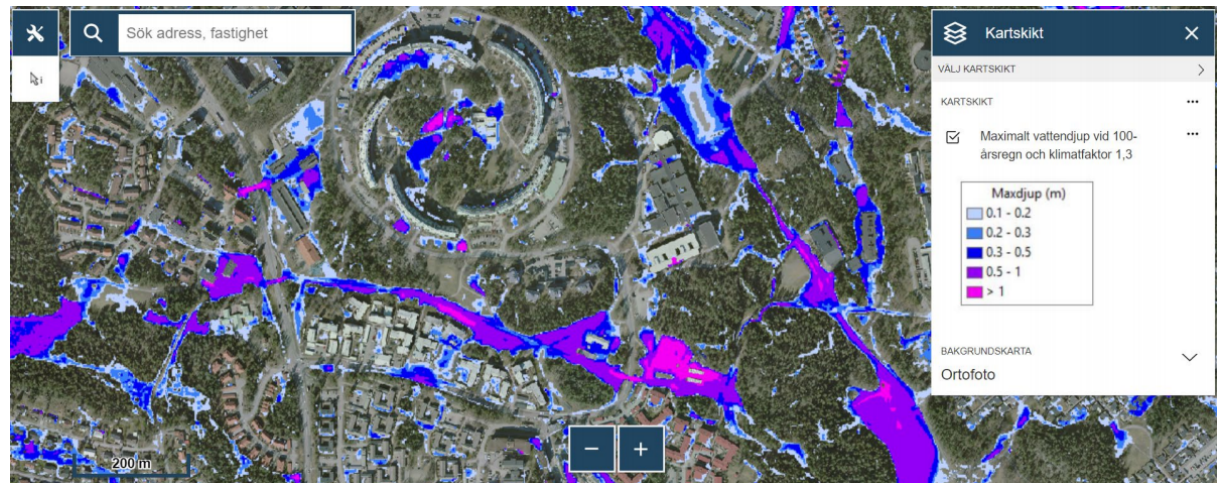 Sök adress, fastighet
Kartskikt
VÄLJ KARTSKIKT
KARTSKIKT
Maximalt vattendjup vid 100-
årsregn och klimatfaktor 1,3
Maxdjup (m)
0.1 - 0.2
0.2 - 0.3
0.3 - 0.5
0.5 - 1
> 1
BAKGRUNDSKARTA
Ortofoto
200 m